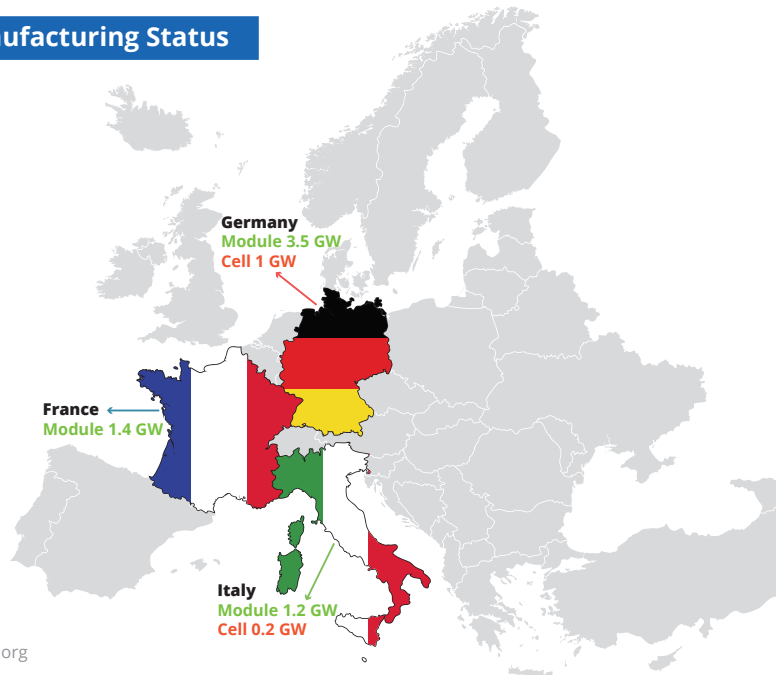 ufacturing Status
Germany
Module 3.5 GW
Cell 1 GW
France
Module 1.4 GW
Italy
Module 1.2 GW
Cell 0.2 GW
org